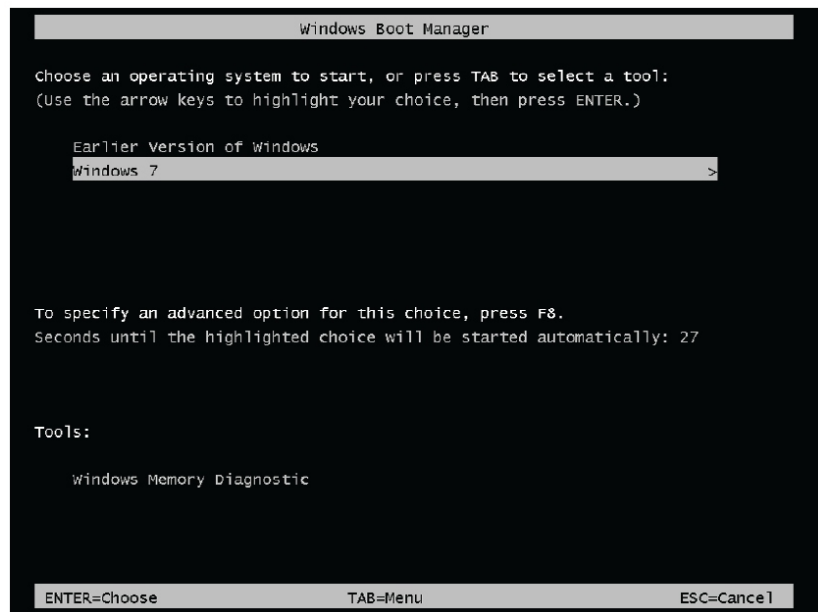 Windows Boot Manager
Choose an operating system to start, or press TAB to select a tool:
(Use the arrow keys to highlight your choice, then press ENTER.)
Earlier Version of Windows
Windows 7 >
To specify an advanced option for this choice, press F8.
Seconds until the highlighted choice will be started automatically: 27
Tools:
Windows Memory Diagnostic
ENTER=Choose TAB=Menu ESC=Cancel